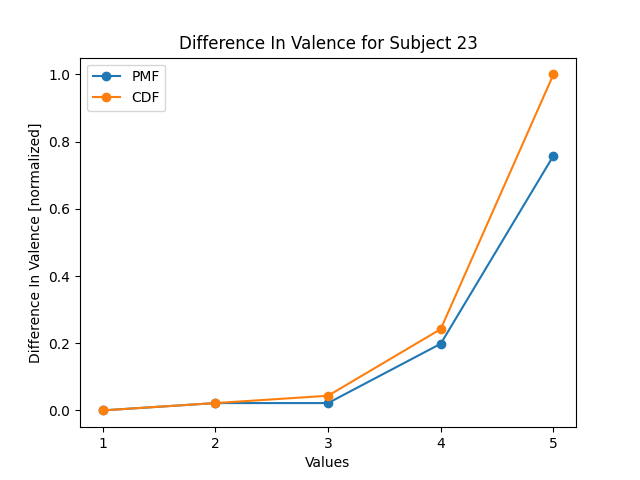 Difference In Valence for Subject 23
PMF
CDF
Difference In Valence [normalized]
1.0
0.8
0.6
0.4
0.2
0.0
1 2 3 4 5
Values